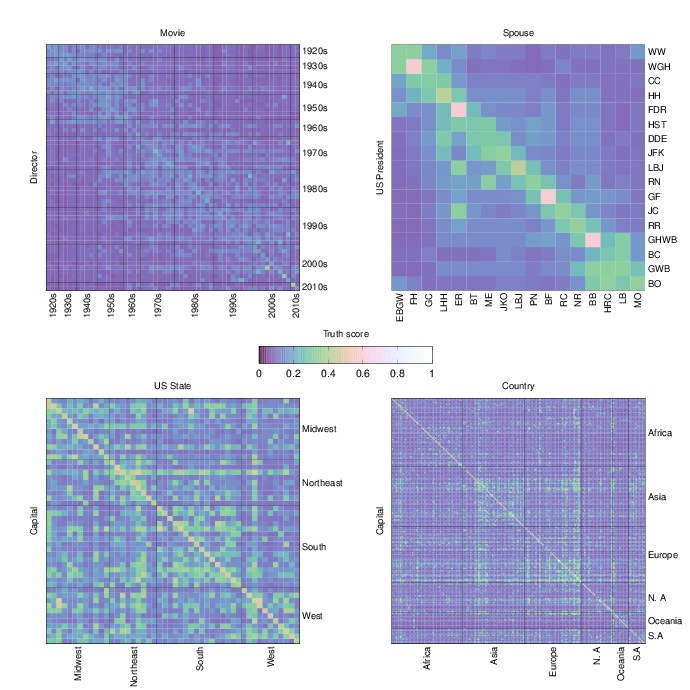 Movie
Spouse
Director
1920s
1930s
1940s
1950s
1960s
1970s
1980s
1990s
2000s
2010s
1920s 1930s 1940s 1950s 1960s 1970s 1980s 1990s 2000s 2010s
US President
WW
WGH
CC
HH
FDR
HST
DDE
JFK
LBJ
RN
GF
JC
RR
GHWB
BC
GWB
BO
EBGW FH GC LHH ER BT ME JKO LBJ PN BF RC NR BB HRC LB MO
Truth score
0 0.2 0.4 0.6 0.8 1
US State
Country
Capital
Midwest
Northeast
South
West
Midwest Northeast South West
Capital
Africa
Asia
Europe
N. A
Oceania
S.A
Africa Asia Europe N. A Oceania S.A